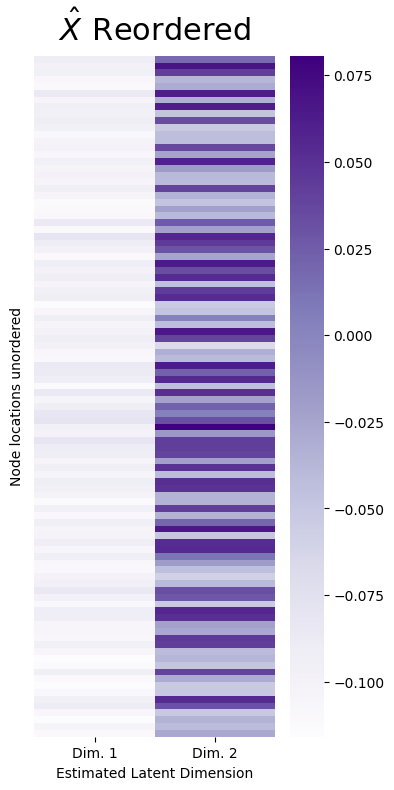 X̂ Reordered
0.075
0.050
0.025
0.000
−0.025
−0.050
−0.075
−0.100
Node locations unordered
Dim. 1
Dim. 2
Estimated Latent Dimension